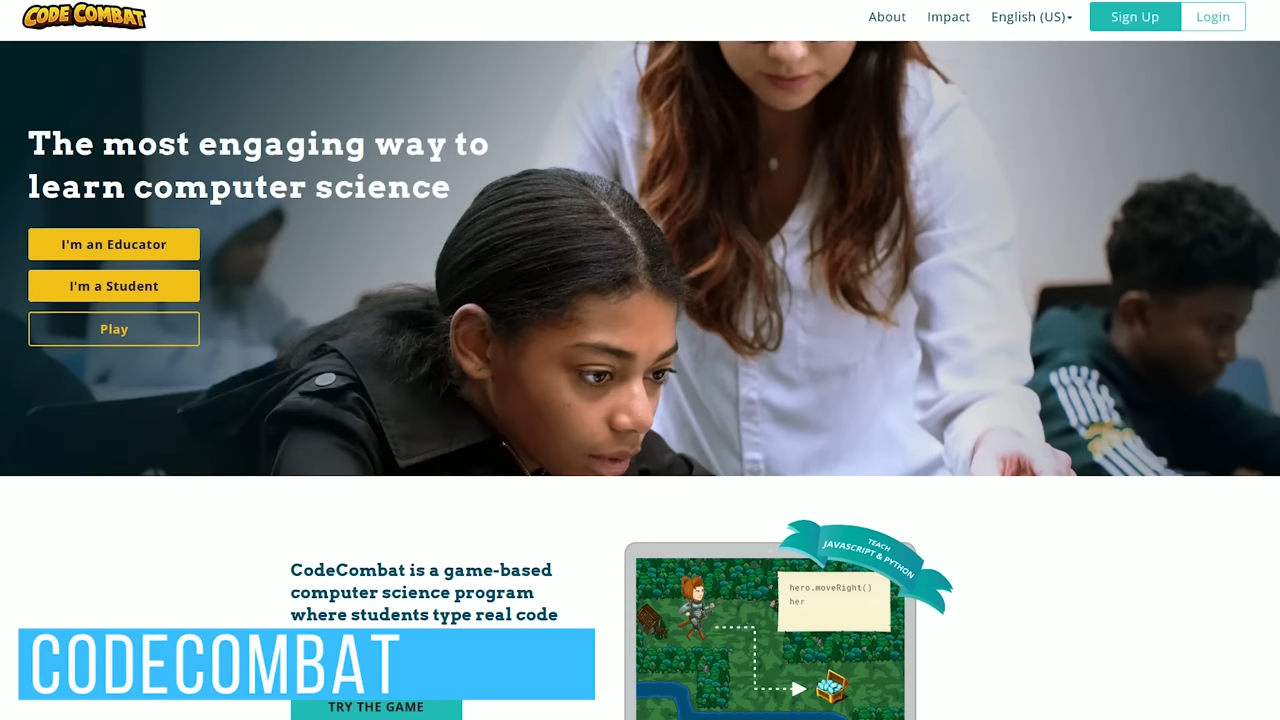 CODE COMBAT
About
Impact
English (US)
Sign Up
Login
The most engaging way to
learn computer science
I'm an Educator
I'm a Student
Play
CodeCombat is a game-based
computer science program
where students type real code
TEACH
JAVASCRIPT & PYTHON
hero.moveRight()
her
CODECOMBAT
TRY THE GAME